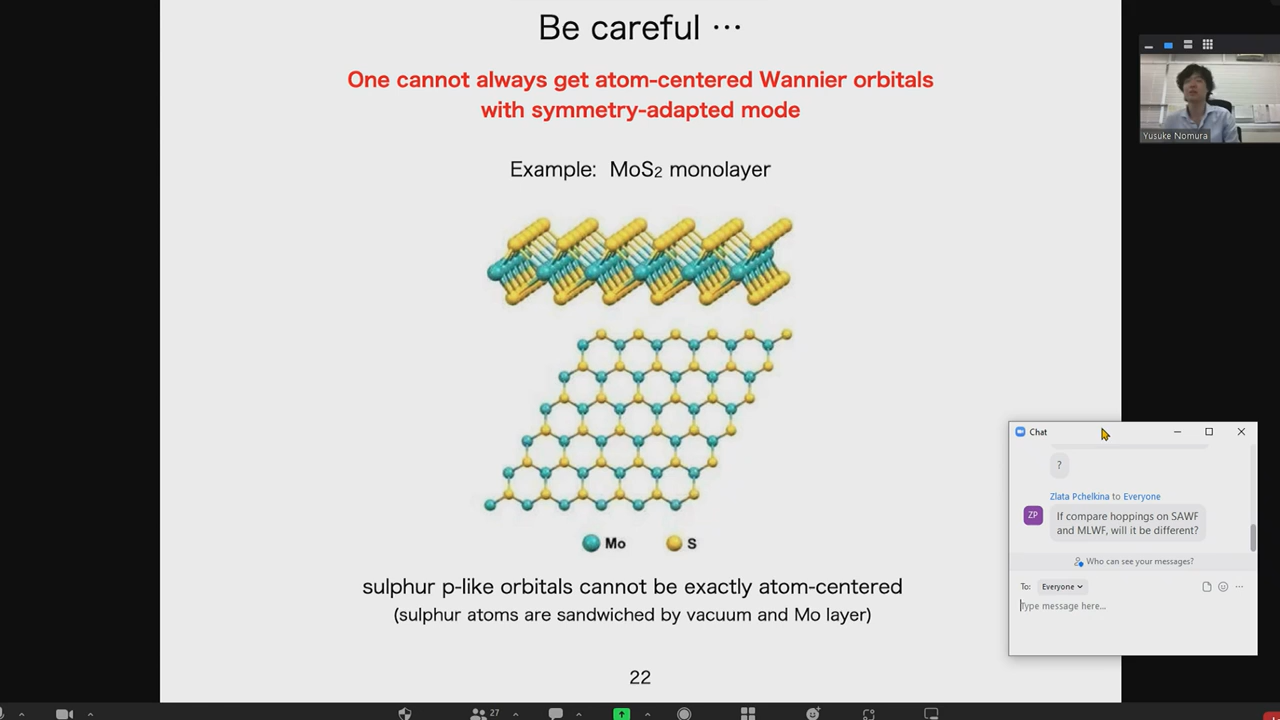 Be careful …
One cannot always get atom-centered Wannier orbitals
with symmetry-adapted mode
Example: MoS2 monolayer
Mo
S
sulphur p-like orbitals cannot be exactly atom-centered
(sulphur atoms are sandwiched by vacuum and Mo layer)
22
Yusuke Nomura
Chat
?
Zlata Pchelkina to Everyone
ZP
If compare hoppings on SAWF
and MLWF, will it be different?
Who can see your messages?
To: Everyone
Type message here...
27